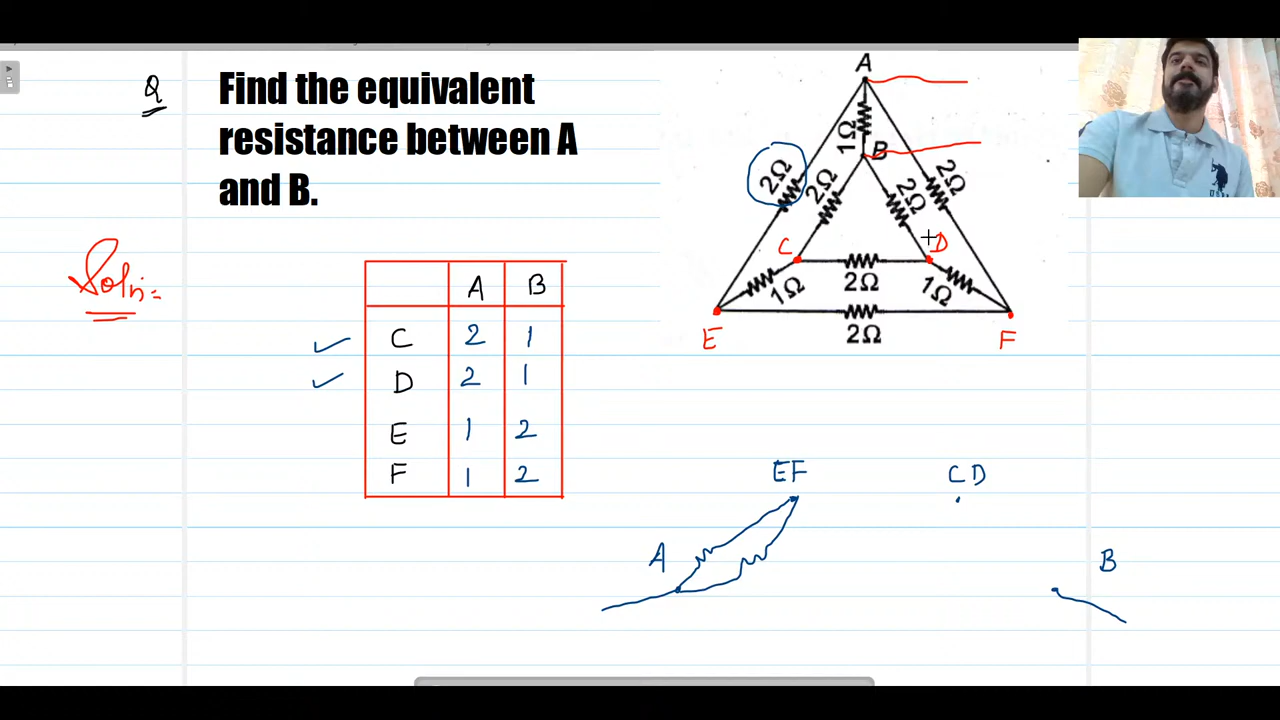 Q
Find the equivalent
resistance between A
and B.
Soln:
A B
C 2 1
D 2 1
E 1 2
F 1 2
A
1Ω
B
2Ω
2Ω
2Ω
2Ω
C
D
2Ω
1Ω
1Ω
2Ω
E
F
EF
CD
A
B